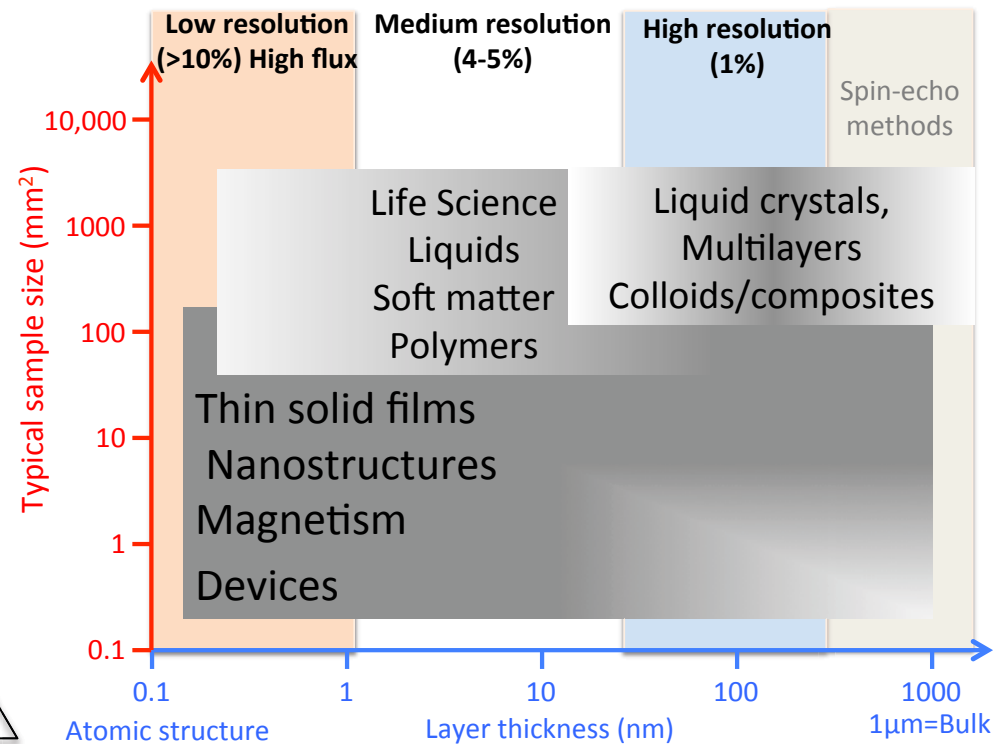 Low resolution
(>10%) High flux
Medium resolution
(4-5%)
High resolution
(1%)
Spin-echo
methods
Typical sample size (mm²)
10,000
1000
100
10
1
0.1
Life Science
Liquids
Soft matter
Polymers
Liquid crystals,
Multilayers
Colloids/composites
Thin solid films
Nanostructures
Magnetism
Devices
0.1
1
10
100
1000
Atomic structure
Layer thickness (nm)
1µm=Bulk